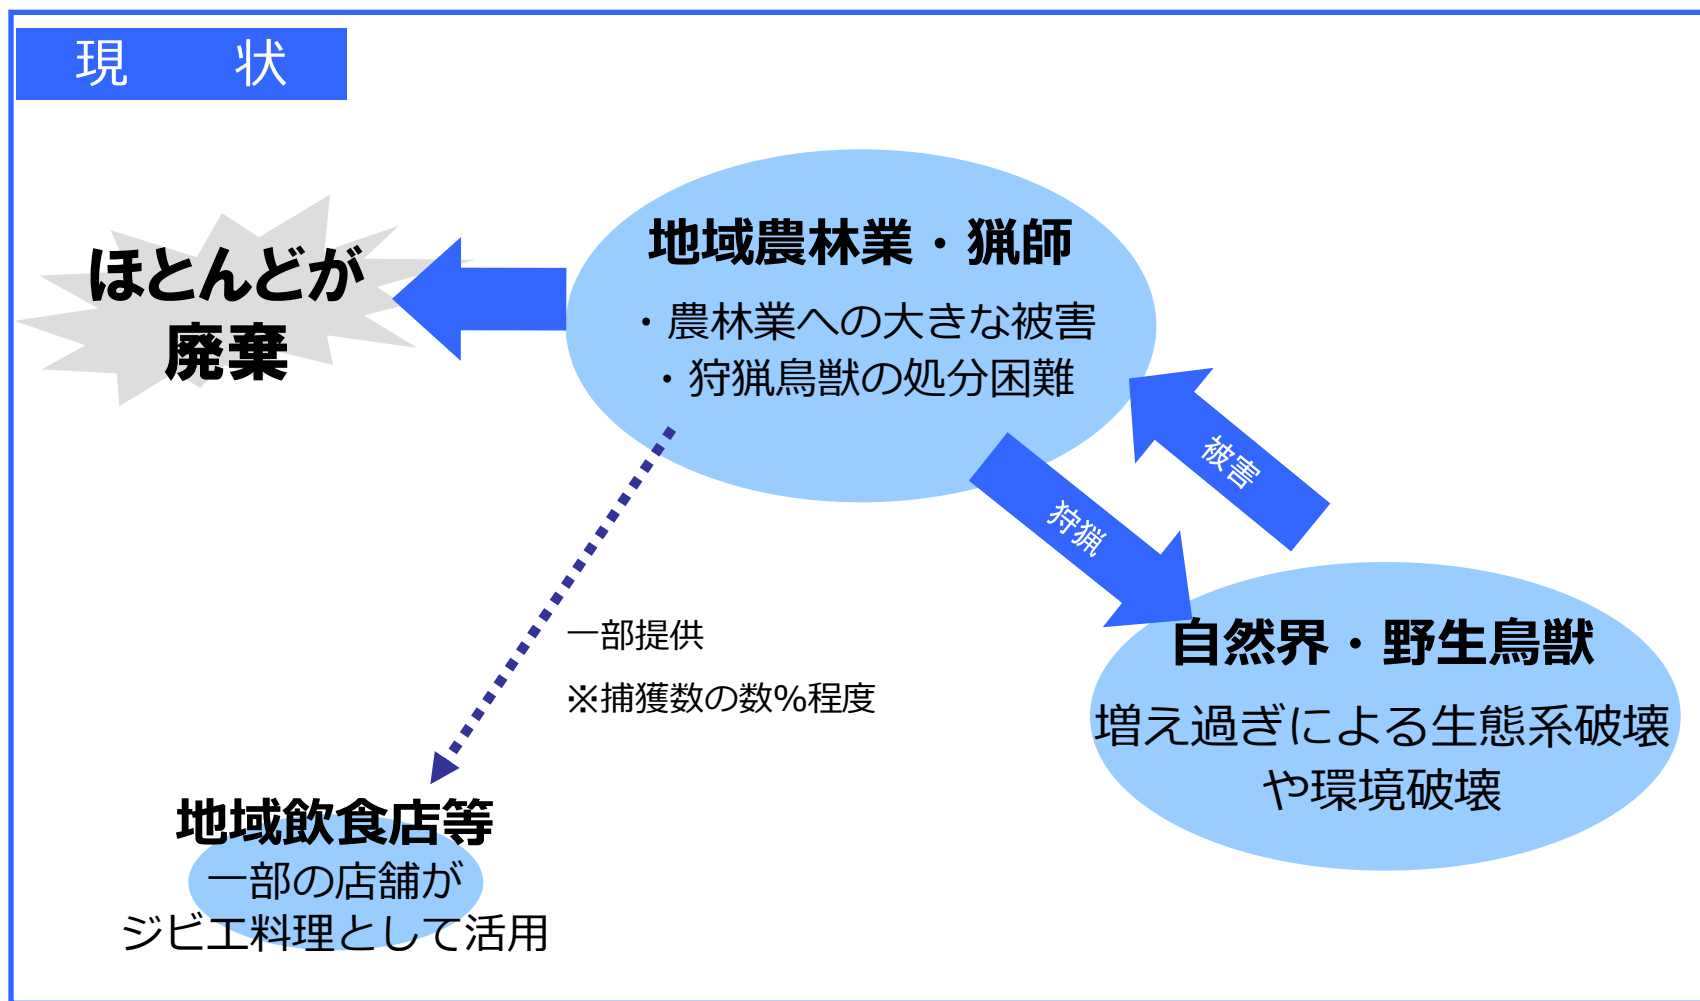 現　状
ほとんどが
廃棄
地域農林業・猟師
・農林業への大きな被害
・狩猟鳥獣の処分困難
被害
狩猟
一部提供
※捕獲数の数%程度
自然界・野生鳥獣
増え過ぎによる生態系破壊
や環境破壊
地域飲食店等
一部の店舗が
ジビエ料理として活用